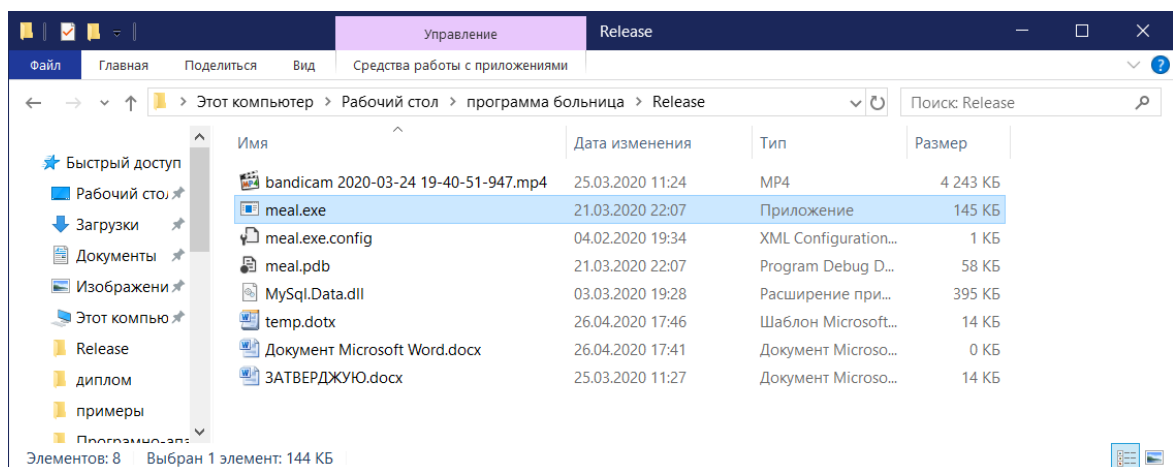 Управление
Release
Файл Главная Поделиться Вид Средства работы с приложениями
Этот компьютер > Рабочий стол > программа больница > Release
Поиск: Release
Имя Дата изменения Тип Размер
Быстрый доступ
Рабочий стол
Загрузки
Документы
Изображени
Этот компью
Release
диплом
примеры
bandicam 2020-03-24 19-40-51-947.mp4 25.03.2020 11:24 MP4 4 243 КБ
meal.exe 21.03.2020 22:07 Приложение 145 КБ
meal.exe.config 04.02.2020 19:34 XML Configuration... 1 КБ
meal.pdb 21.03.2020 22:07 Program Debug D... 58 КБ
MySql.Data.dll 03.03.2020 19:28 Расширение при... 395 КБ
temp.dotx 26.04.2020 17:46 Шаблон Microsoft... 14 КБ
Документ Microsoft Word.docx 26.04.2020 17:41 Документ Microso... 0 КБ
ЗАТВЕРДЖУЮ.docx 25.03.2020 11:27 Документ Microso... 14 КБ
Элементов: 8 Выбран 1 элемент: 144 КБ